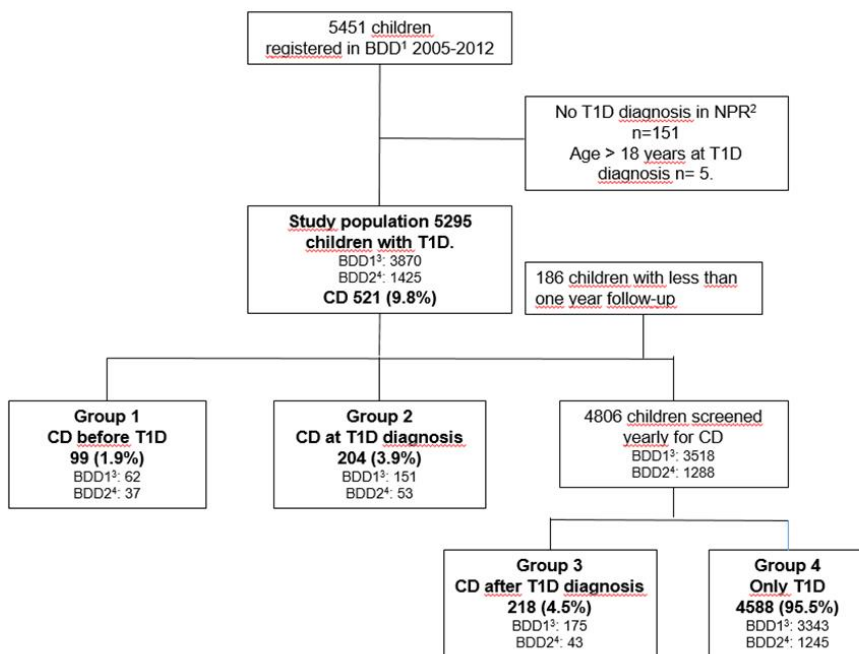 5451 children
registered in BDD¹ 2005-2012
No T1D diagnosis in NPR²
n=151
Age > 18 years at T1D
diagnosis n= 5.
Study population 5295
children with T1D.
BDD1³: 3870
BDD2⁴: 1425
CD 521 (9.8%)
186 children with less than
one year follow-up
Group 1
CD before T1D
99 (1.9%)
BDD1³: 62
BDD2⁴: 37
Group 2
CD at T1D diagnosis
204 (3.9%)
BDD1³: 151
BDD2⁴: 53
4806 children screened
yearly for CD
BDD1³: 3518
BDD2⁴: 1288
Group 3
CD after T1D diagnosis
218 (4.5%)
BDD1³: 175
BDD2⁴: 43
Group 4
Only T1D
4588 (95.5%)
BDD1³: 3343
BDD2⁴: 1245